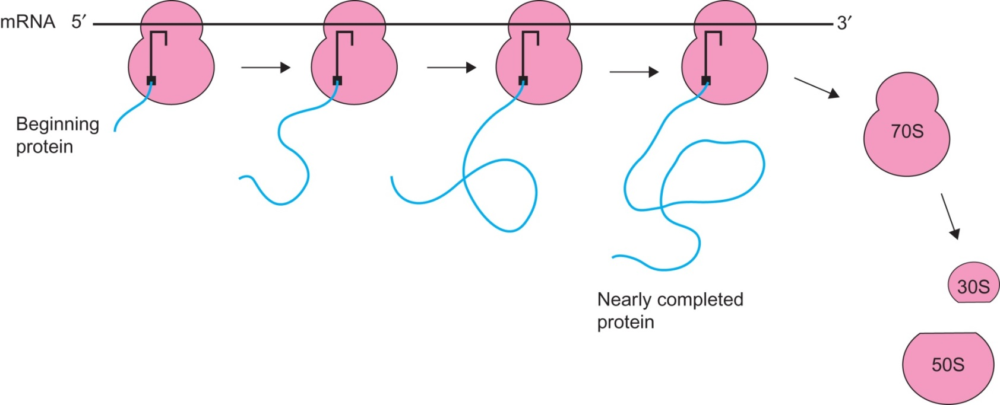 mRNA 5′
3′
Beginning
protein
70S
30S
Nearly completed
protein
50S